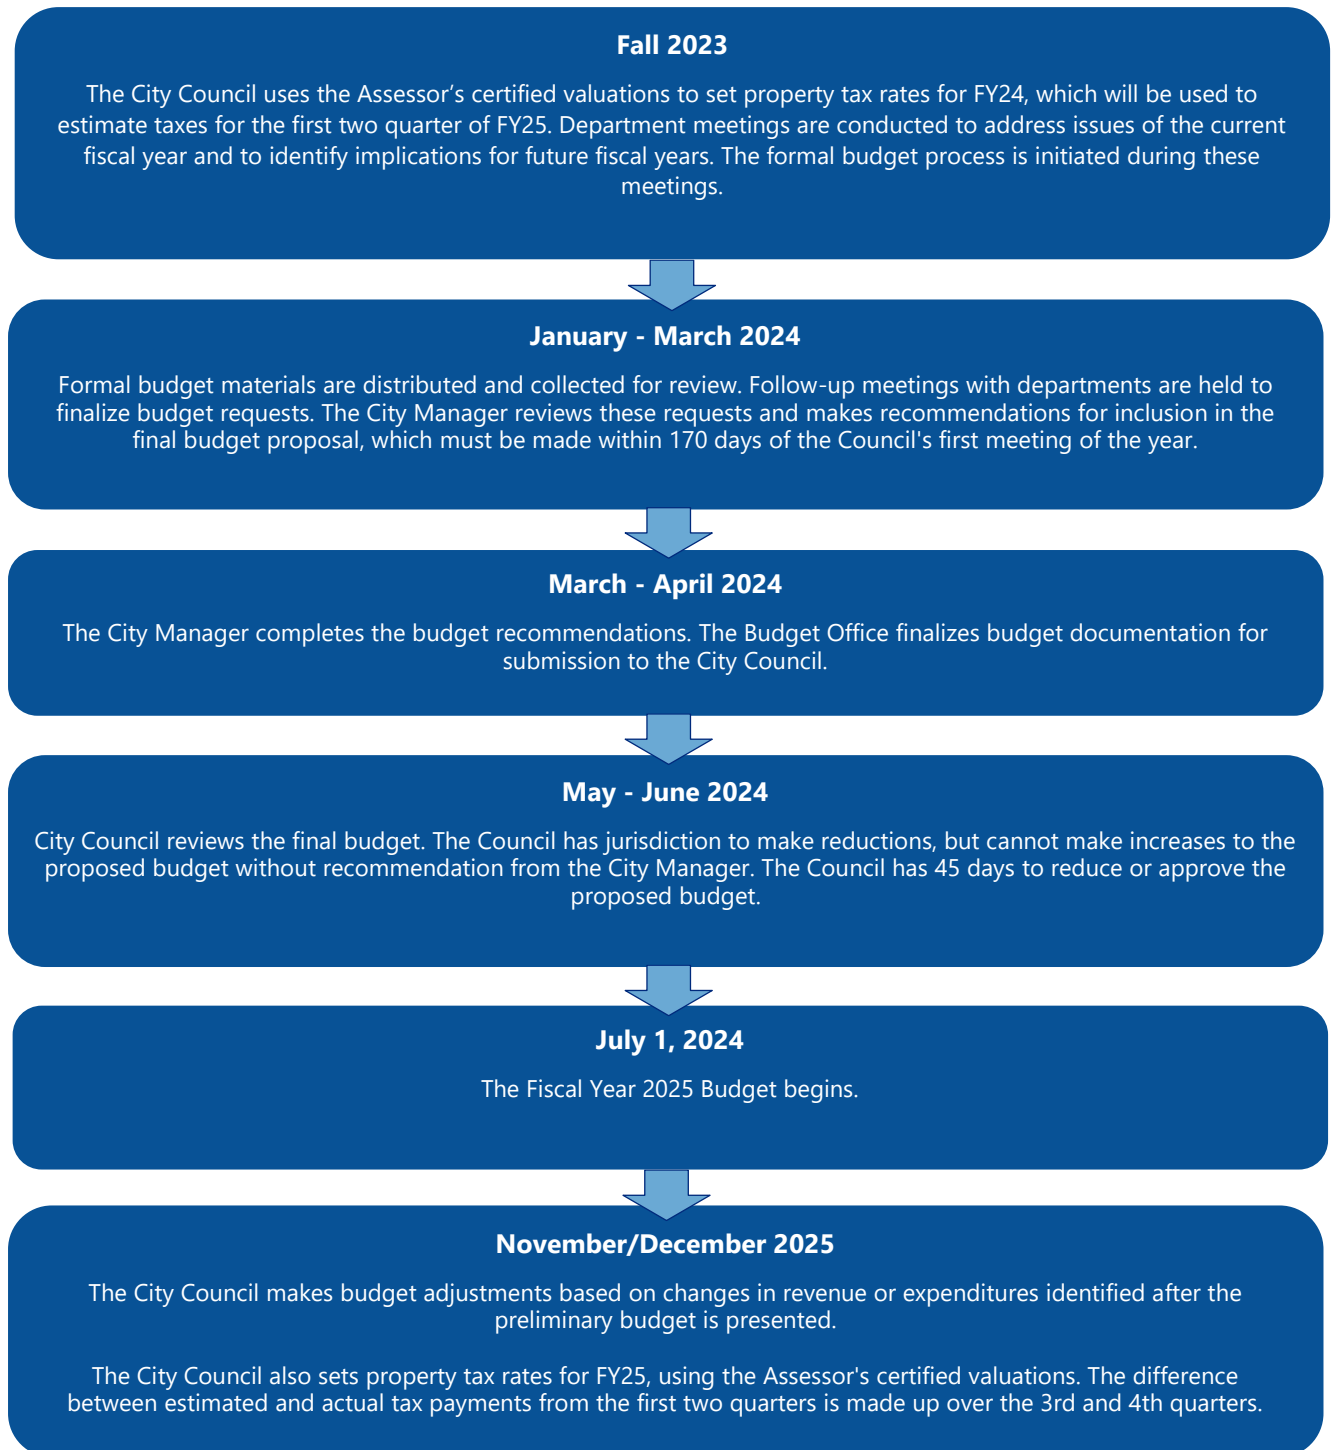 Fall 2023
The City Council uses the Assessor’s certified valuations to set property tax rates for FY24, which will be used to
estimate taxes for the first two quarter of FY25. Department meetings are conducted to address issues of the current
fiscal year and to identify implications for future fiscal years. The formal budget process is initiated during these
meetings.
January - March 2024
Formal budget materials are distributed and collected for review. Follow-up meetings with departments are held to
finalize budget requests. The City Manager reviews these requests and makes recommendations for inclusion in the
final budget proposal, which must be made within 170 days of the Council's first meeting of the year.
March - April 2024
The City Manager completes the budget recommendations. The Budget Office finalizes budget documentation for
submission to the City Council.
May - June 2024
City Council reviews the final budget. The Council has jurisdiction to make reductions, but cannot make increases to the
proposed budget without recommendation from the City Manager. The Council has 45 days to reduce or approve the
proposed budget.
July 1, 2024
The Fiscal Year 2025 Budget begins.
November/December 2025
The City Council makes budget adjustments based on changes in revenue or expenditures identified after the
preliminary budget is presented.
The City Council also sets property tax rates for FY25, using the Assessor's certified valuations. The difference
between estimated and actual tax payments from the first two quarters is made up over the 3rd and 4th quarters.